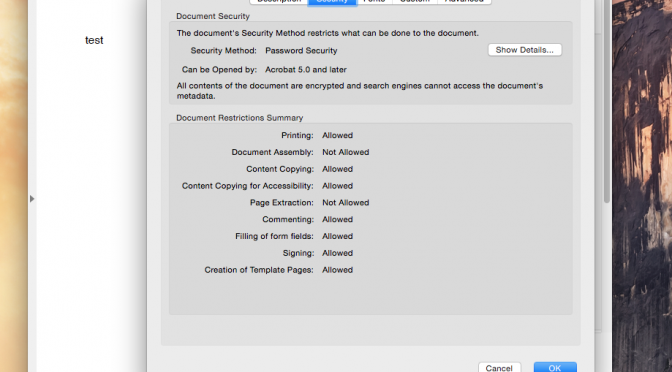 Description Security Fonts Custom Advanced
Document Security
The document's Security Method restricts what can be done to the document.
test
Security Method: Password Security
Show Details...
Can be Opened by: Acrobat 5.0 and later
All contents of the document are encrypted and search engines cannot access the document's
metadata.
Document Restrictions Summary
Printing: Allowed
Document Assembly: Not Allowed
Content Copying: Allowed
Content Copying for Accessibility: Allowed
Page Extraction: Not Allowed
Commenting: Allowed
Filling of form fields: Allowed
Signing: Allowed
Creation of Template Pages: Allowed
Cancel OK